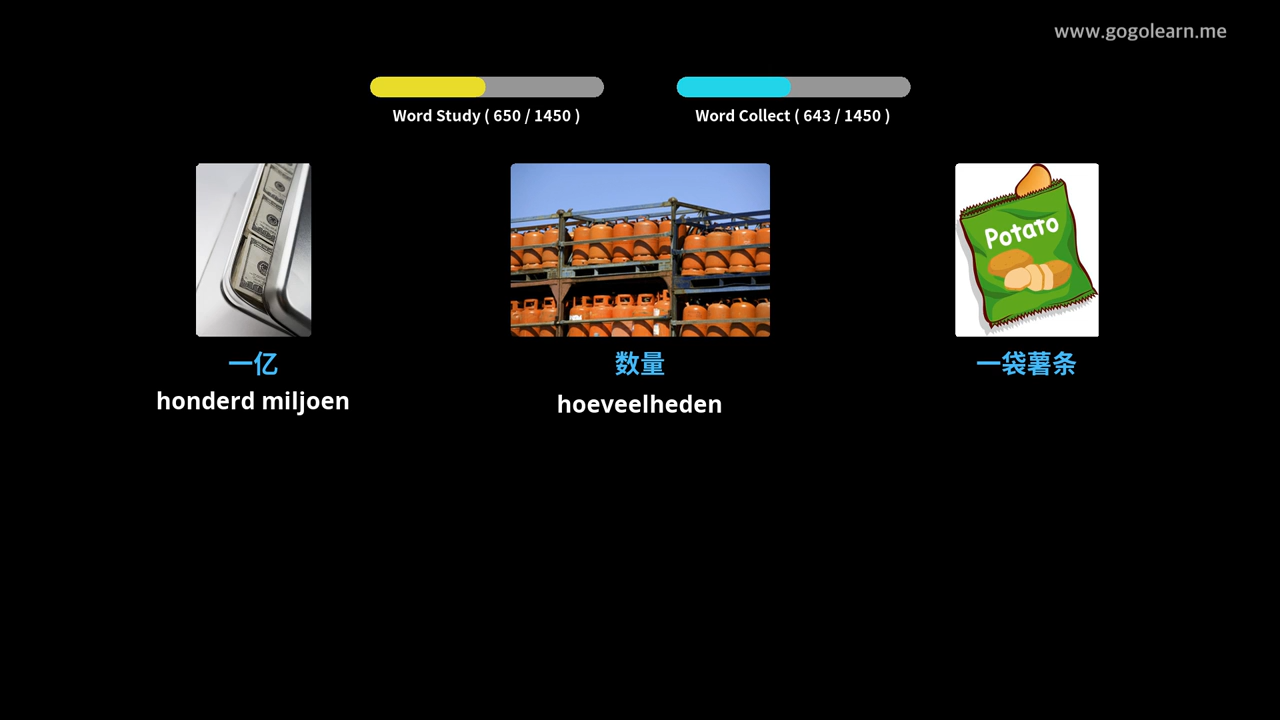 www.gogolearn.me
Word Study ( 650 / 1450 )
Word Collect ( 643 / 1450 )
Potato
一亿
数量
一袋薯条
honderd miljoen
hoeveelheden